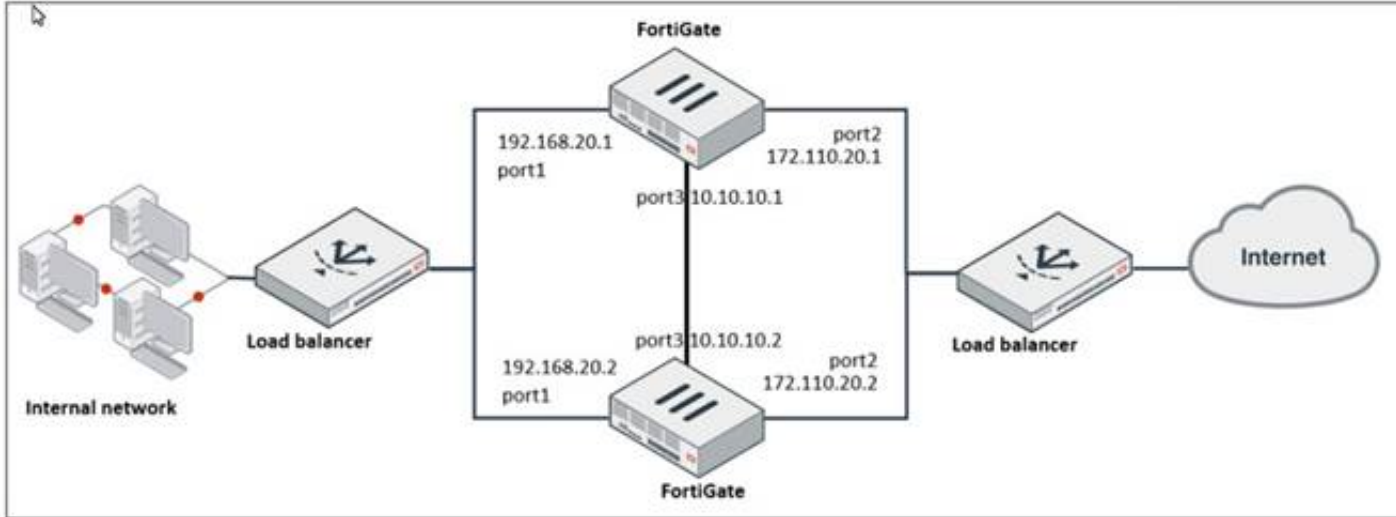 FortiGate
192.168.20.1
port1
port2
172.110.20.1
port3 10.10.10.1
Internet
Load balancer
Load balancer
port3 10.10.10.2
192.168.20.2
port1
port2
172.110.20.2
Internal network
FortiGate